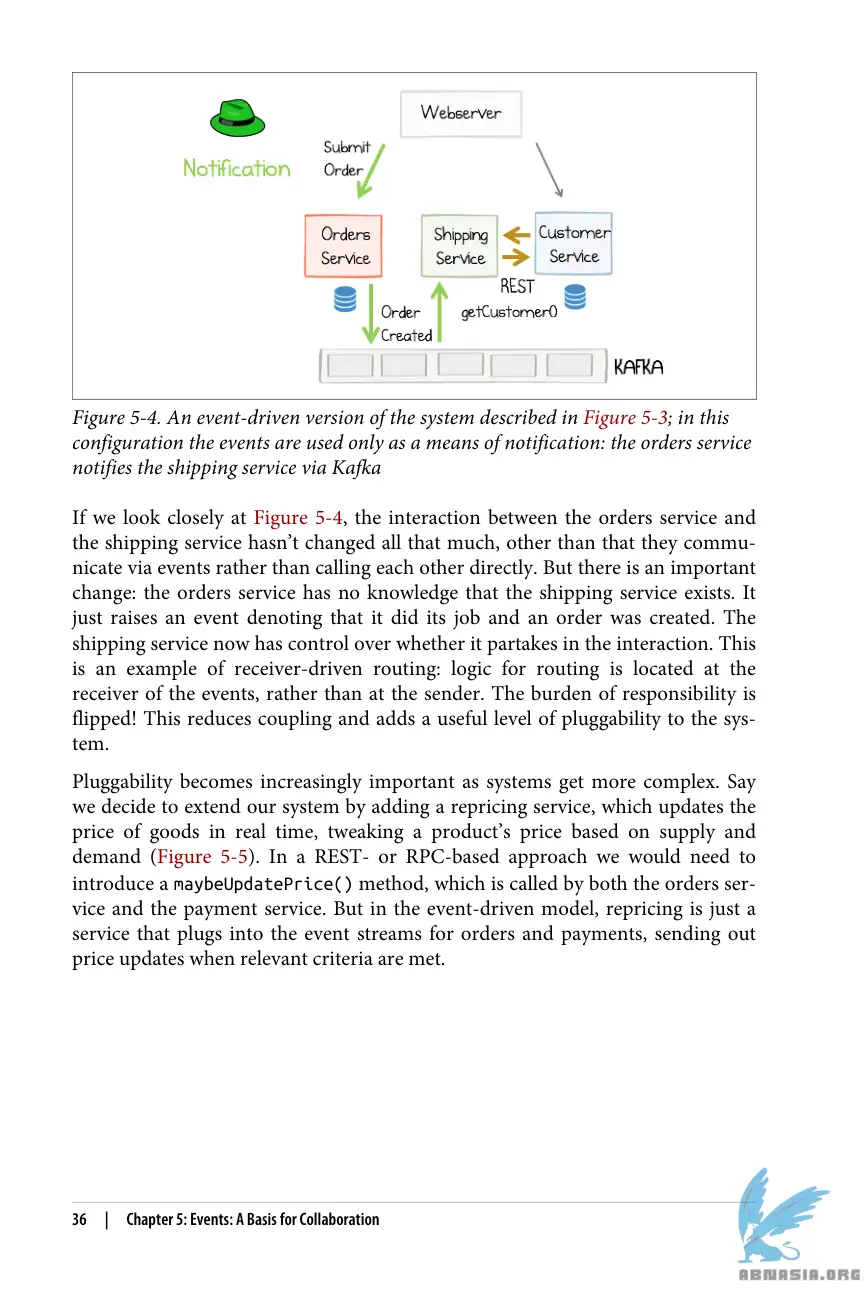 Webserver
Notification
Submit
Order
Orders
Service
Shipping
Service
Customer
Service
REST
getCustomer()
Order
Created
KAFKA
Figure 5-4. An event-driven version of the system described in Figure 5-3; in this
configuration the events are used only as a means of notification: the orders service
notifies the shipping service via Kafka
If we look closely at Figure 5-4, the interaction between the orders service and
the shipping service hasn’t changed all that much, other than that they commu-
nicate via events rather than calling each other directly. But there is an important
change: the orders service has no knowledge that the shipping service exists. It
just raises an event denoting that it did its job and an order was created. The
shipping service now has control over whether it partakes in the interaction. This
is an example of receiver-driven routing: logic for routing is located at the
receiver of the events, rather than at the sender. The burden of responsibility is
flipped! This reduces coupling and adds a useful level of pluggability to the sys-
tem.
Pluggability becomes increasingly important as systems get more complex. Say
we decide to extend our system by adding a repricing service, which updates the
price of goods in real time, tweaking a product’s price based on supply and
demand (Figure 5-5). In a REST- or RPC-based approach we would need to
introduce a maybeUpdatePrice() method, which is called by both the orders ser-
vice and the payment service. But in the event-driven model, repricing is just a
service that plugs into the event streams for orders and payments, sending out
price updates when relevant criteria are met.
36 | Chapter 5: Events: A Basis for Collaboration
ABNASIA.ORG